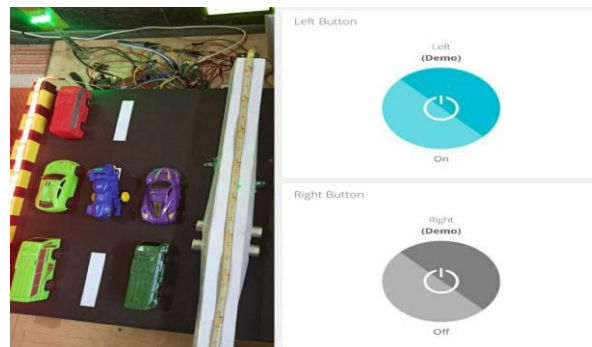 Left Button
Left
(Demo)
On
Right Button
Right
(Demo)
Off